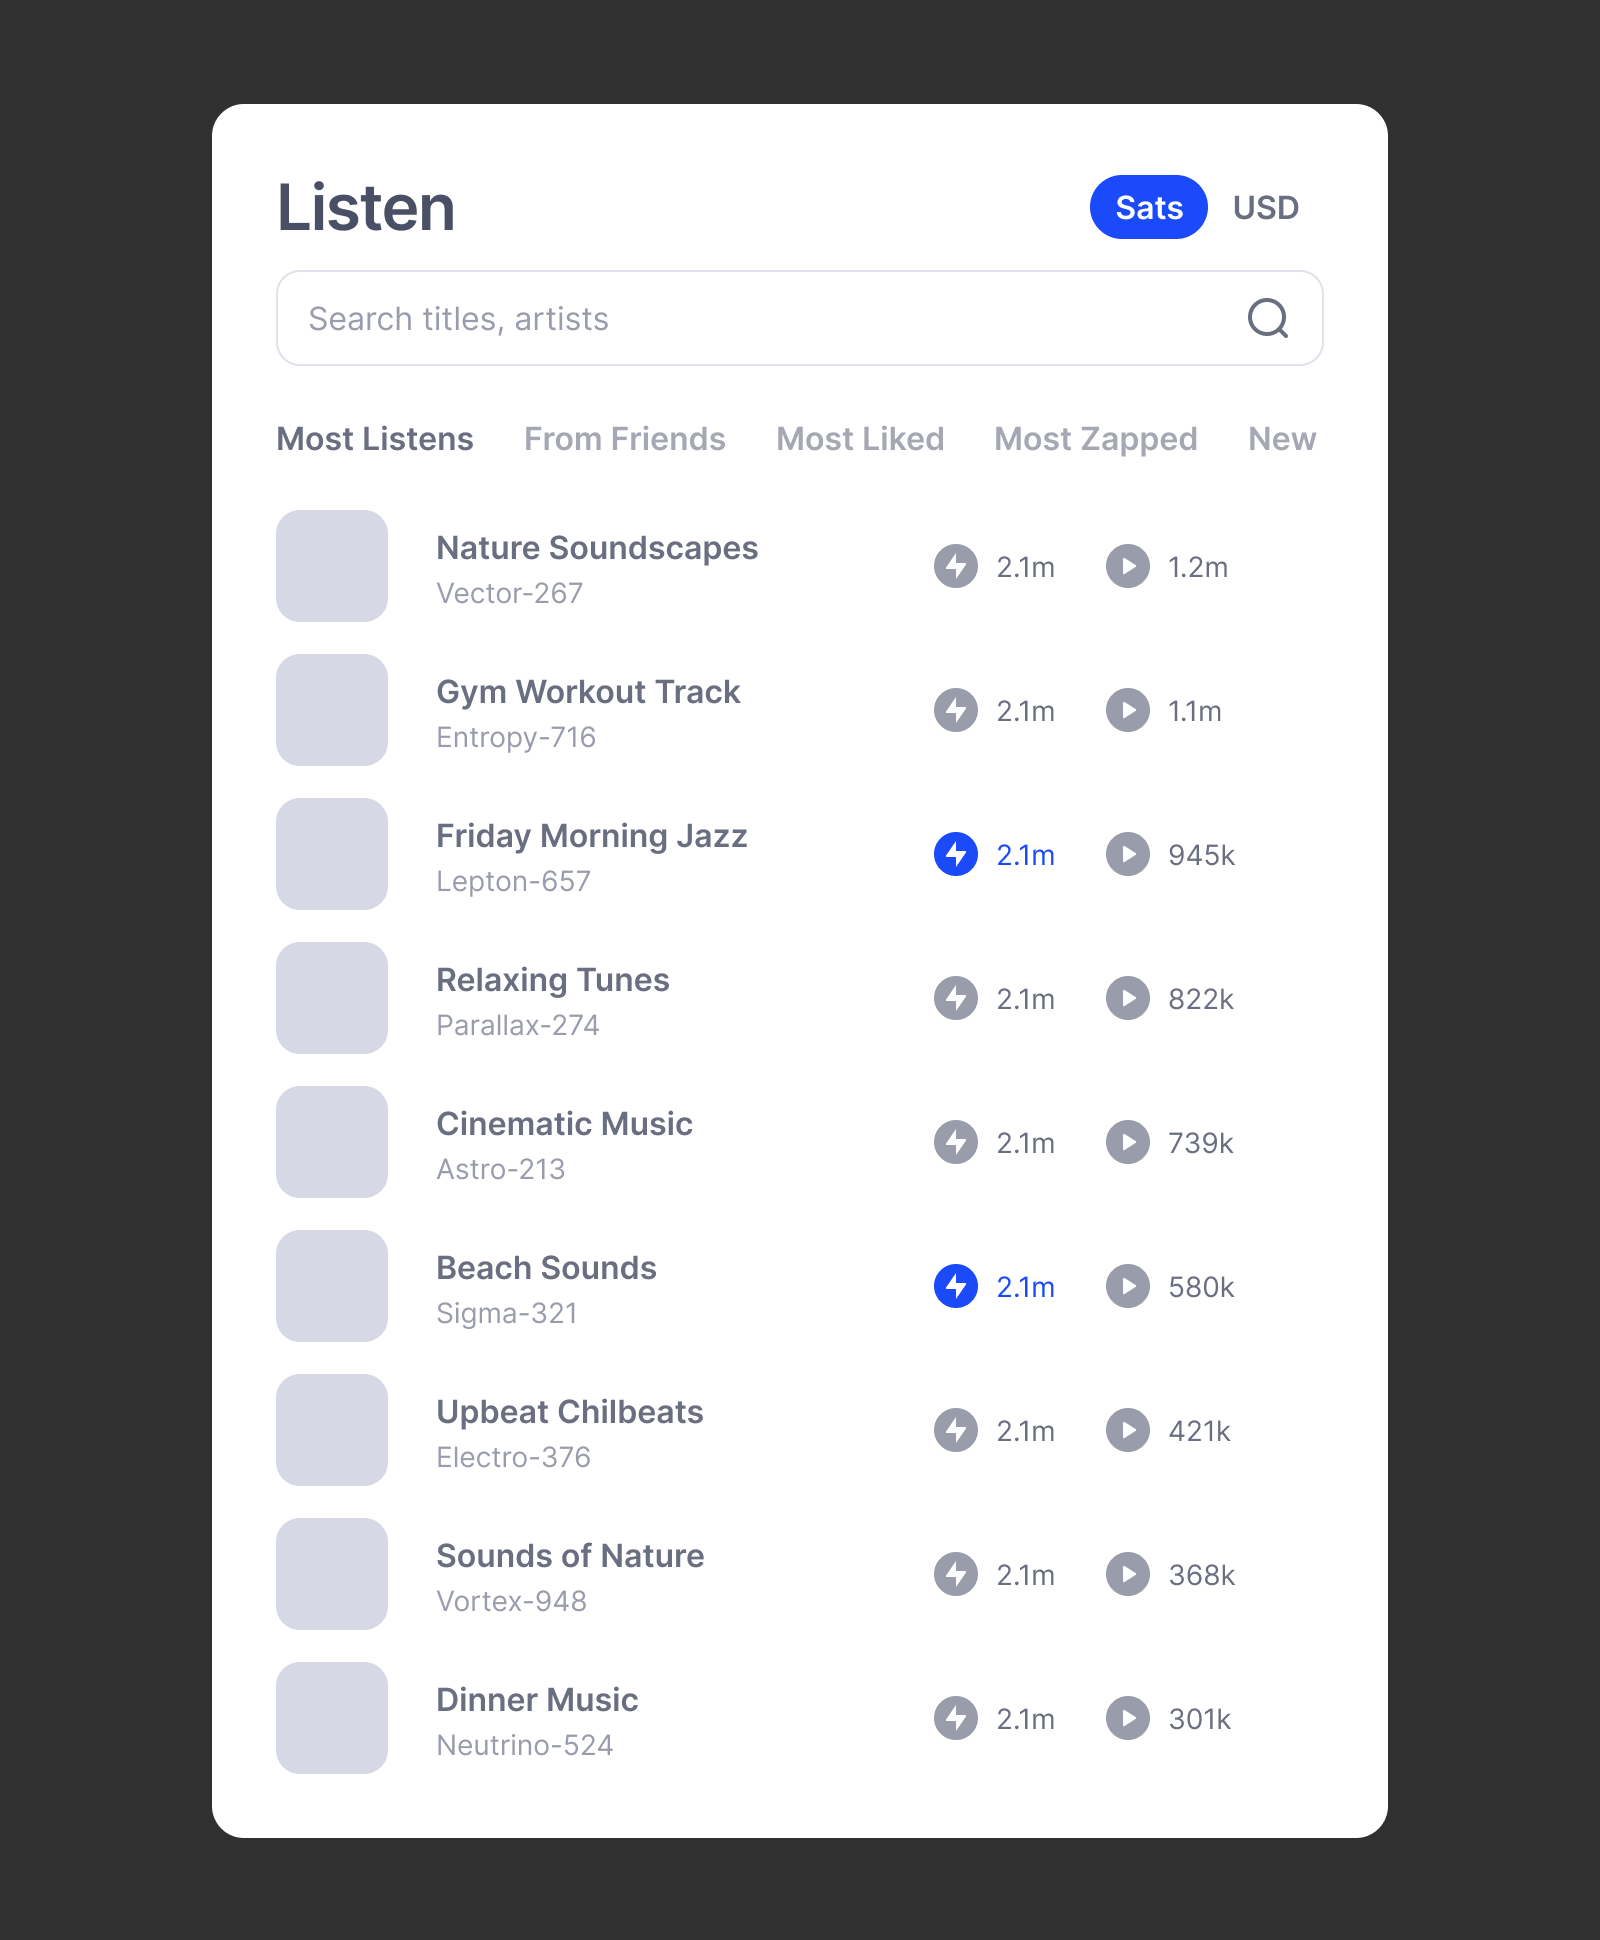 Listen
Sats USD
Search titles, artists
Most Listens From Friends Most Liked Most Zapped New
Nature Soundscapes
Vector-267
2.1m 1.2m
Gym Workout Track
Entropy-716
2.1m 1.1m
Friday Morning Jazz
Lepton-657
2.1m 945k
Relaxing Tunes
Parallax-274
2.1m 822k
Cinematic Music
Astro-213
2.1m 739k
Beach Sounds
Sigma-321
2.1m 580k
Upbeat Chilbeats
Electro-376
2.1m 421k
Sounds of Nature
Vortex-948
2.1m 368k
Dinner Music
Neutrino-524
2.1m 301k